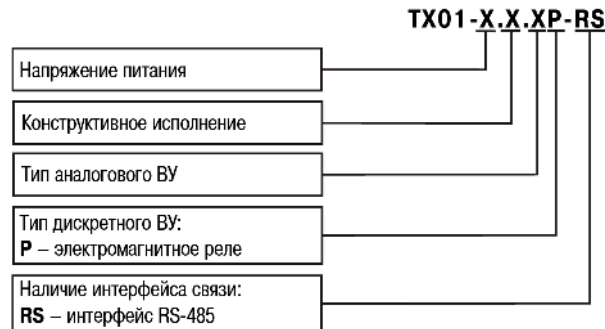 ТХ01-Х.Х.ХР-RS
Напряжение питания
Конструктивное исполнение
Тип аналогового ВУ
Тип дискретного ВУ:
Р – электромагнитное реле
Наличие интерфейса связи:
RS – интерфейс RS-485